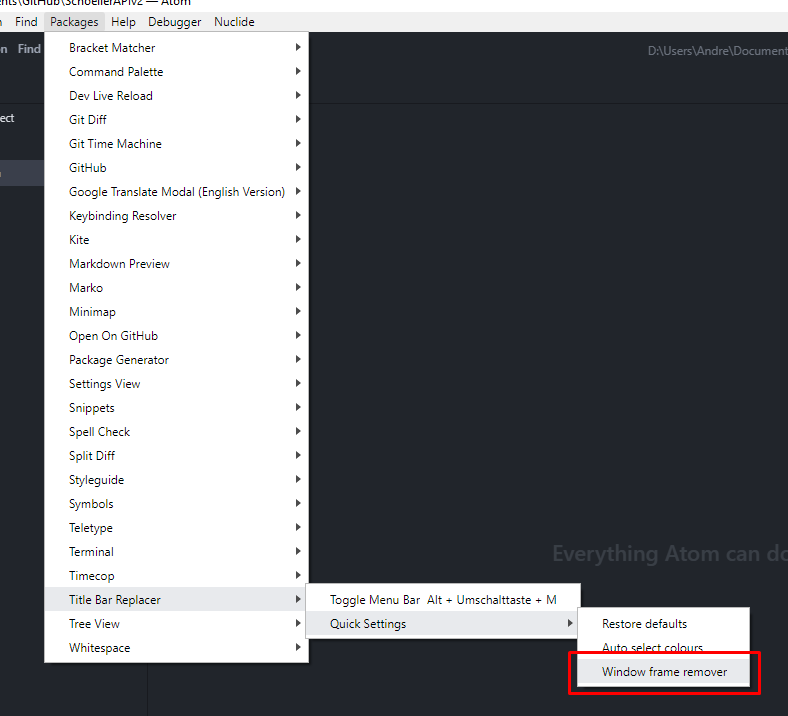 ents\GitHub\SchoellerAPIv2 — Atom
Find Packages Help Debugger Nuclide
Find
D:\Users\Andre\Document
ect
Bracket Matcher
Command Palette
Dev Live Reload
Git Diff
Git Time Machine
GitHub
Google Translate Modal (English Version)
Keybinding Resolver
Kite
Markdown Preview
Marko
Minimap
Open On GitHub
Package Generator
Settings View
Snippets
Spell Check
Split Diff
Styleguide
Symbols
Teletype
Terminal
Timecop
Title Bar Replacer
Tree View
Whitespace
Toggle Menu Bar Alt + Umschalttaste + M
Quick Settings
Restore defaults
Auto select colours
Window frame remover
Everything Atom can do